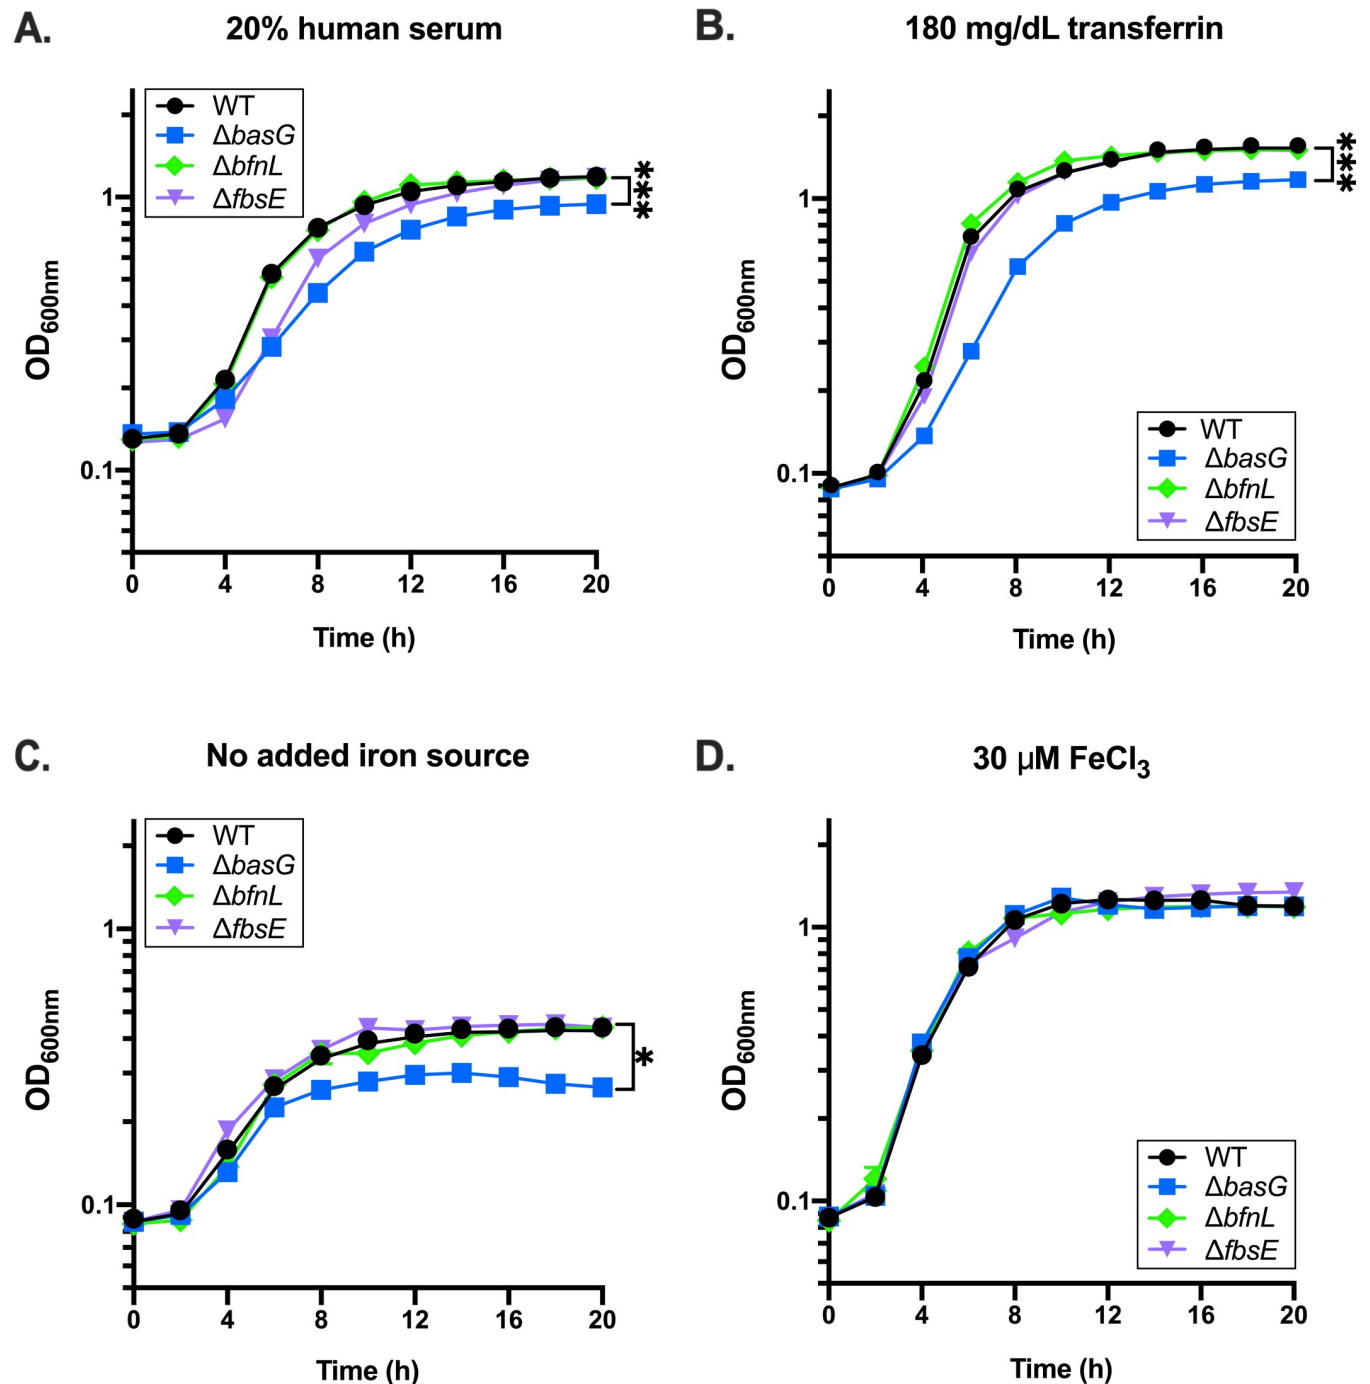 A.
20% human serum
WT
ΔbasG
ΔbfnL
ΔfbsE
1
0.1
OD600nm
0 4 8 12 16 20
Time (h)
***
B.
180 mg/dL transferrin
1
0.1
OD600nm
WT
ΔbasG
ΔbfnL
ΔfbsE
0 4 8 12 16 20
Time (h)
***
C.
No added iron source
WT
ΔbasG
ΔbfnL
ΔfbsE
1
0.1
OD600nm
0 4 8 12 16 20
Time (h)
*
D.
30 μM FeCl3
1
0.1
OD600nm
WT
ΔbasG
ΔbfnL
ΔfbsE
0 4 8 12 16 20
Time (h)